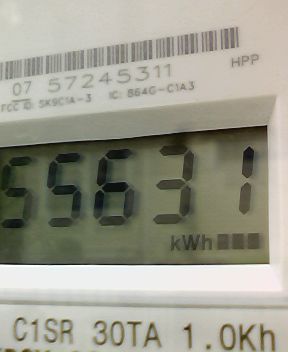 HPP
07 57245311
FCC ID: SK9C1A-3 IC: 864G-C1A3
55631
kWh
C1SR 30TA 1.0Kh